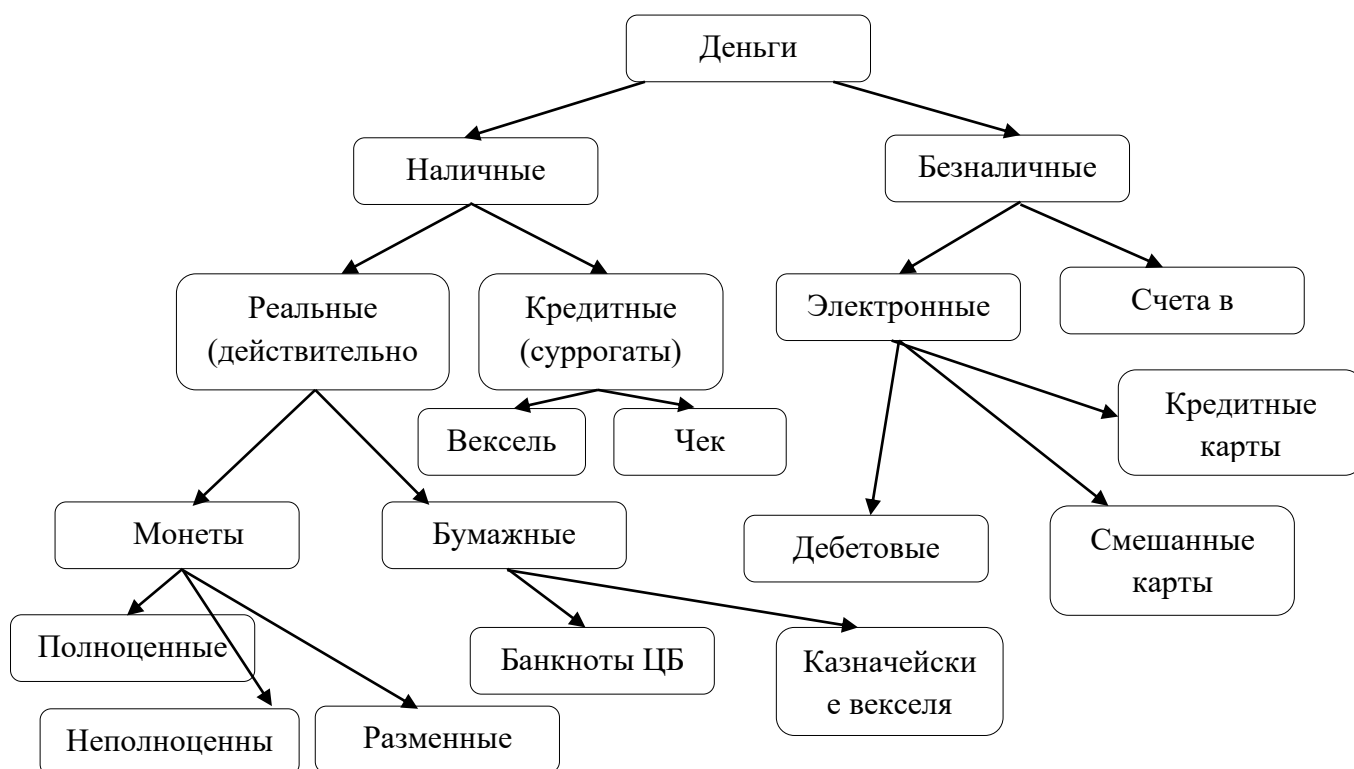 Деньги
Наличные
Безналичные
Реальные
(действительно
Кредитные
(суррогаты)
Электронные
Счета в
Вексель
Чек
Кредитные
карты
Монеты
Бумажные
Дебетовые
Смешанные
карты
Полноценные
Банкноты ЦБ
Казначейски
е векселя
Неполноценны
Разменные